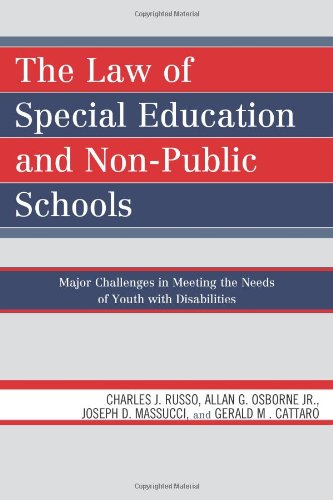 The Law of
Special Education
and Non-Public
Schools
Major Challenges in Meeting the Needs
of Youth with Disabilities
CHARLES J. RUSSO, ALLAN G. OSBORNE JR.,
JOSEPH D. MASSUCCI, and GERALD M . CATTARO